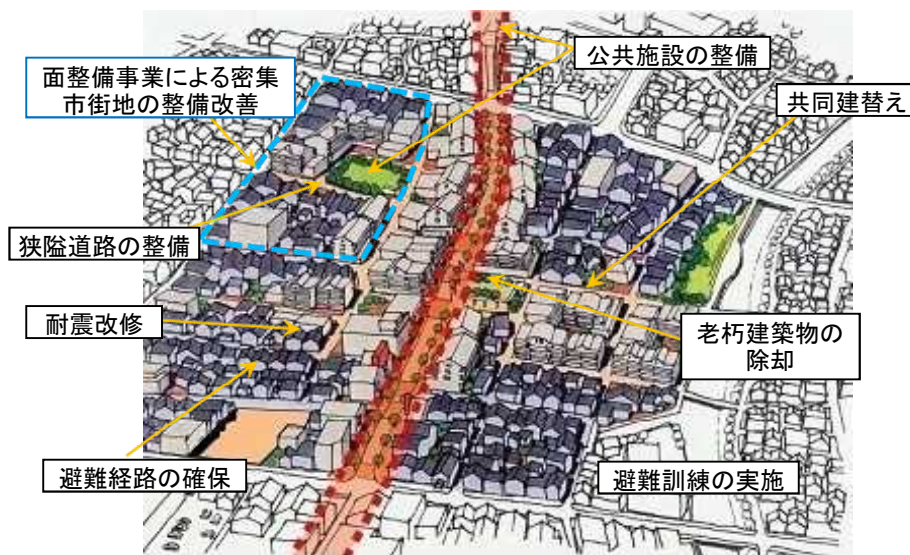 公共施設の整備
面整備事業による密集
市街地の整備改善
共同建替え
狭隘道路の整備
耐震改修
老朽建築物の
除却
避難経路の確保
避難訓練の実施